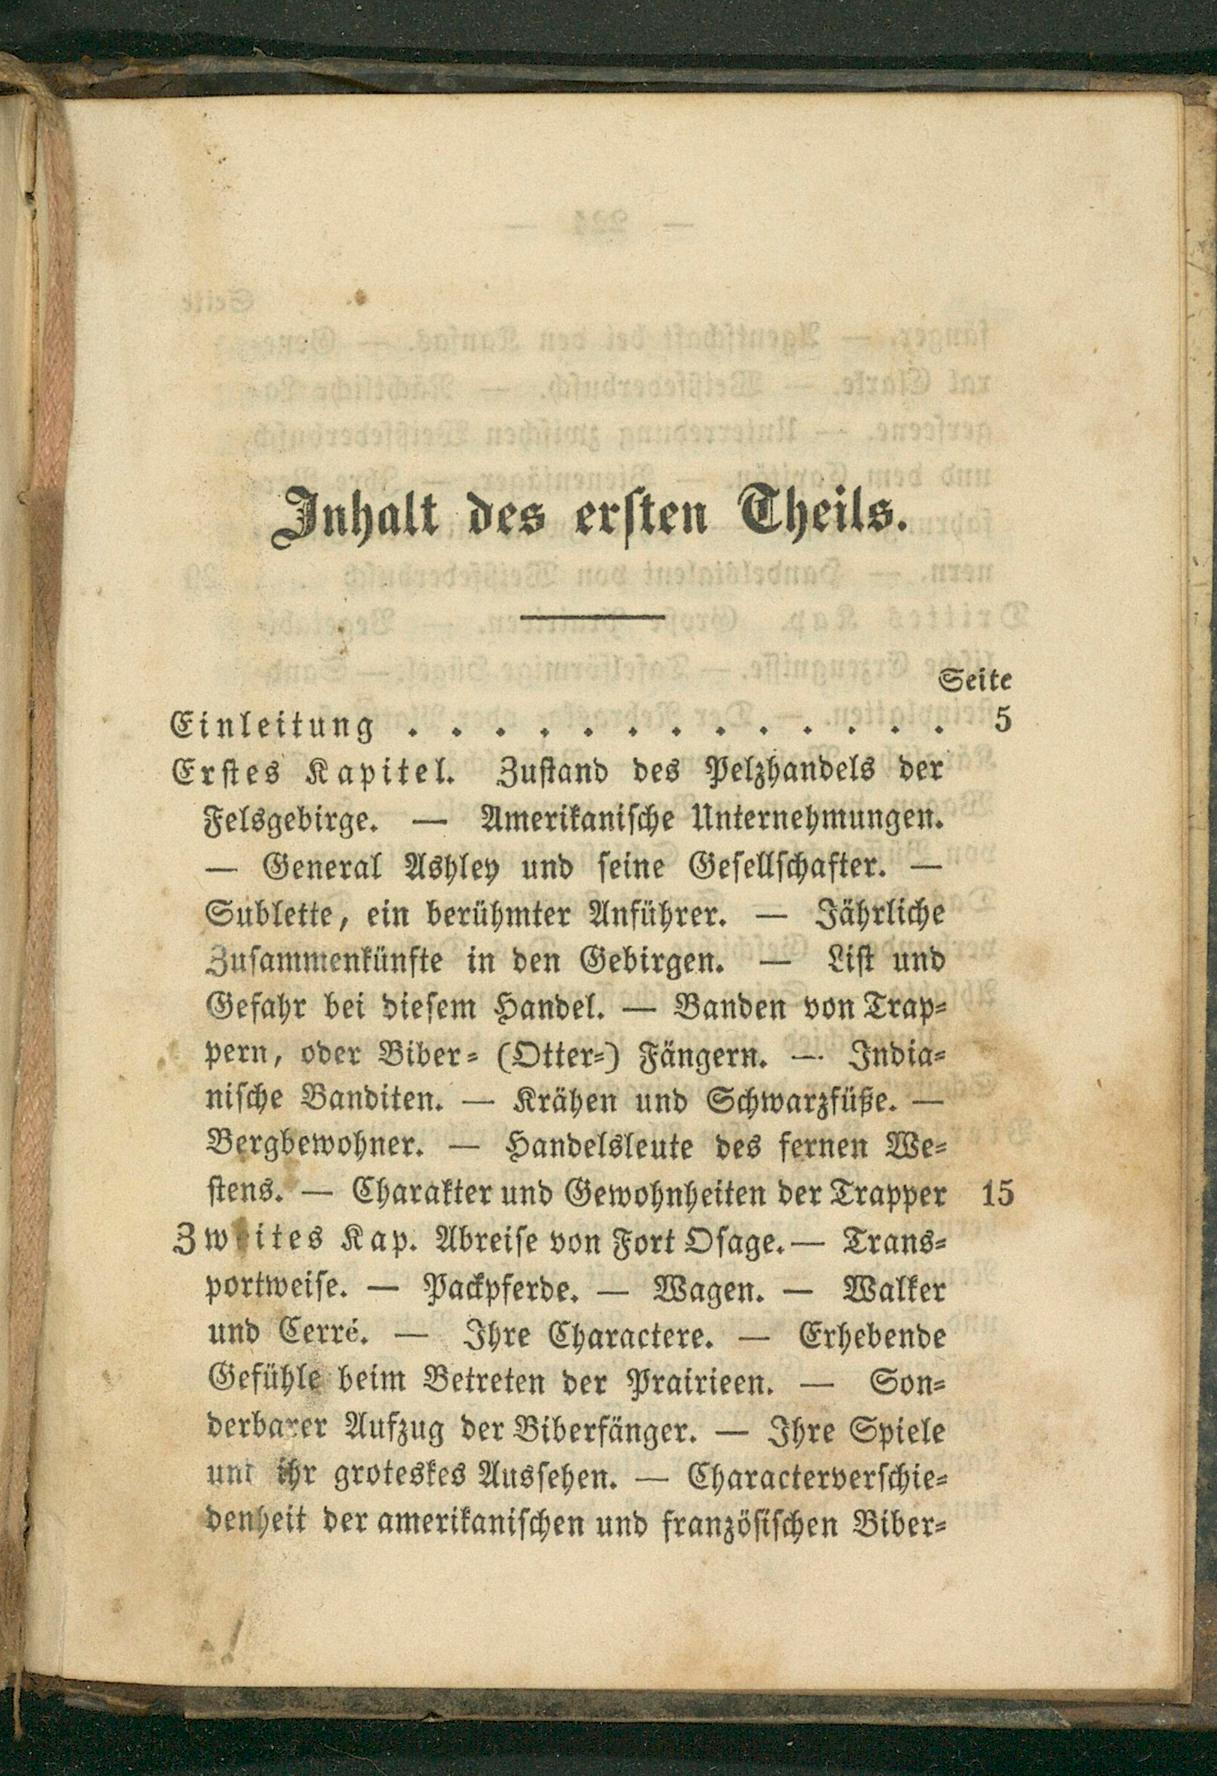 Inhalt des ersten Theils.
Seite
Einleitung . . . . . . . . . . . . . 5
Erstes Kapitel. Zustand des Pelzhandels der
Felsgebirge. — Amerikanische Unternehmungen.
— General Ashley und seine Gesellschafter. —
Sublette, ein berühmter Anführer. — Jährliche
Zusammenkünfte in den Gebirgen. — List und
Gefahr bei diesem Handel. — Banden von Trap-
pern, oder Biber- (Otter-) Fängern. — India-
nische Banditen. — Krähen und Schwarzfüße. —
Bergbewohner. — Handelsleute des fernen We-
stens. — Charakter und Gewohnheiten der Trapper 15
Zweites Kap. Abreise von Fort Osage. — Trans-
portweise. — Packpferde. — Wagen. — Walker
und Cerré. — Ihre Charactere. — Erhebende
Gefühle beim Betreten der Prairieen. — Son-
derbarer Aufzug der Biberfänger. — Ihre Spiele
und ihr groteskes Aussehen. — Characterverschie-
denheit der amerikanischen und französischen Biber-